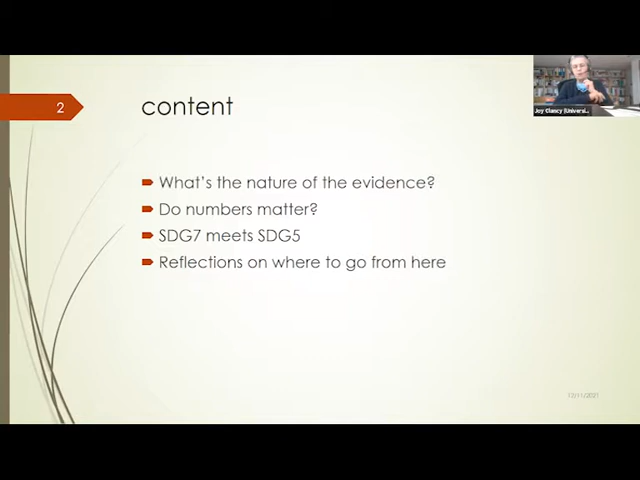 2
content
What's the nature of the evidence?
Do numbers matter?
SDG7 meets SDG5
Reflections on where to go from here
Joy Clancy (Universi...